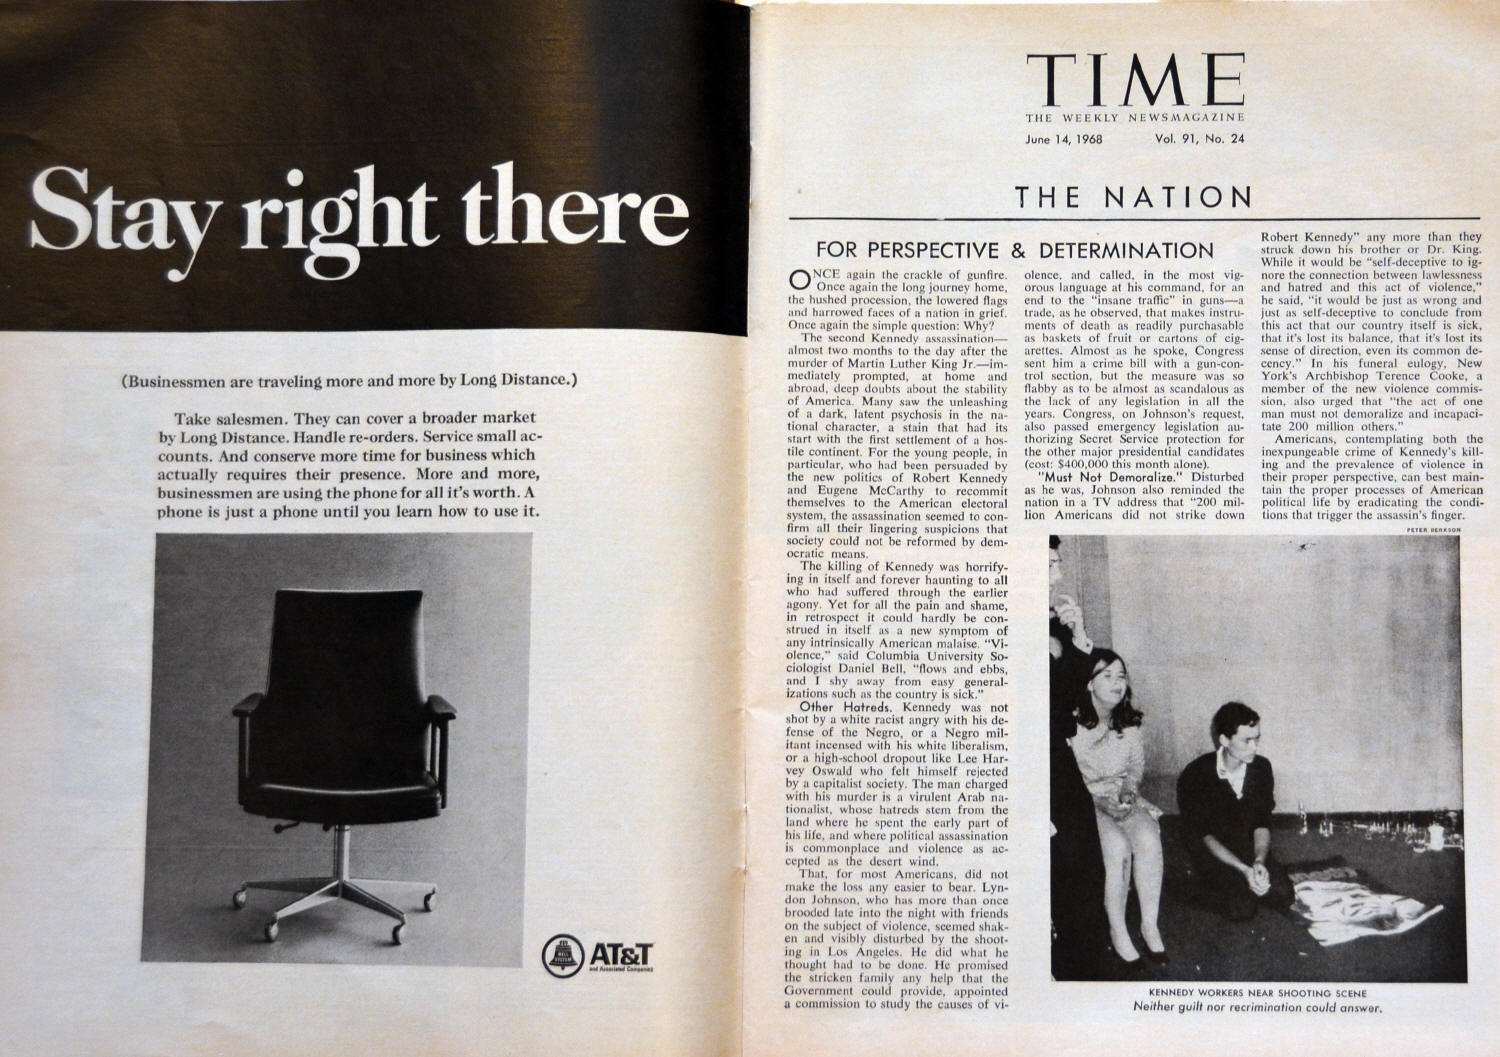 Stay right there
(Businessmen are traveling more and more by Long Distance.)
Take salesmen. They can cover a broader market
by Long Distance. Handle re-orders. Service small ac-
counts. And conserve more time for business which
actually requires their presence. More and more,
businessmen are using the phone for all it's worth. A
phone is just a phone until you learn how to use it.
BELL
SYSTEM
AT&T
and Associated Companies
TIME
THE WEEKLY NEWSMAGAZINE
June 14, 1968 Vol. 91, No. 24
THE NATION
FOR PERSPECTIVE & DETERMINATION
ONCE again the crackle of gunfire.
Once again the long journey home,
the hushed procession, the lowered flags
and harrowed faces of a nation in grief.
Once again the simple question: Why?
The second Kennedy assassination—
almost two months to the day after the
murder of Martin Luther King Jr.—im-
mediately prompted, at home and
abroad, deep doubts about the stability
of America. Many saw the unleashing
of a dark, latent psychosis in the na-
tional character, a stain that had its
start with the first settlement of a hos-
tile continent. For the young people, in
particular, who had been persuaded by
the new politics of Robert Kennedy
and Eugene McCarthy to recommit
themselves to the American electoral
system, the assassination seemed to con-
firm all their lingering suspicions that
society could not be reformed by dem-
ocratic means.
The killing of Kennedy was horrify-
ing in itself and forever haunting to all
who had suffered through the earlier
agony. Yet for all the pain and shame,
in retrospect it could hardly be con-
strued in itself as a new symptom of
any intrinsically American malaise. "Vi-
olence," said Columbia University So-
ciologist Daniel Bell, "flows and ebbs,
and I shy away from easy general-
izations such as the country is sick."
Other Hatreds. Kennedy was not
shot by a white racist angry with his de-
fense of the Negro, or a Negro mil-
itant incensed with his white liberalism,
or a high-school dropout like Lee Har-
vey Oswald who felt himself rejected
by a capitalist society. The man charged
with his murder is a virulent Arab na-
tionalist, whose hatreds stem from the
land where he spent the early part of
his life, and where political assassination
is commonplace and violence as ac-
cepted as the desert wind.
That, for most Americans, did not
make the loss any easier to bear. Lyn-
don Johnson, who has more than once
brooded late into the night with friends
on the subject of violence, seemed shak-
en and visibly disturbed by the shoot-
ing in Los Angeles. He did what he
thought had to be done. He promised
the stricken family any help that the
Government could provide, appointed
a commission to study the causes of vi-
olence, and called, in the most vig-
orous language at his command, for an
end to the "insane traffic" in guns—a
trade, as he observed, that makes instru-
ments of death as readily purchasable
as baskets of fruit or cartons of cig-
arettes. Almost as he spoke, Congress
sent him a crime bill with a gun-con-
trol section, but the measure was so
flabby as to be almost as scandalous as
the lack of any legislation in all the
years. Congress, on Johnson's request,
also passed emergency legislation au-
thorizing Secret Service protection for
the other major presidential candidates
(cost: $400,000 this month alone).
"Must Not Demoralize." Disturbed
as he was, Johnson also reminded the
nation in a TV address that "200 mil-
lion Americans did not strike down
Robert Kennedy" any more than they
struck down his brother or Dr. King.
While it would be "self-deceptive to ig-
nore the connection between lawlessness
and hatred and this act of violence,"
he said, "it would be just as wrong and
just as self-deceptive to conclude from
this act that our country itself is sick,
that it's lost its balance, that it's lost its
sense of direction, even its common de-
cency." In his funeral eulogy, New
York's Archbishop Terence Cooke, a
member of the new violence commis-
sion, also urged that "the act of one
man must not demoralize and incapaci-
tate 200 million others."
Americans, contemplating both the
inexpungeable crime of Kennedy's kill-
ing and the prevalence of violence in
their proper perspective, can best main-
tain the proper processes of American
political life by eradicating the condi-
tions that trigger the assassin's finger.
PETER BERKSON
KENNEDY WORKERS NEAR SHOOTING SCENE
Neither guilt nor recrimination could answer.